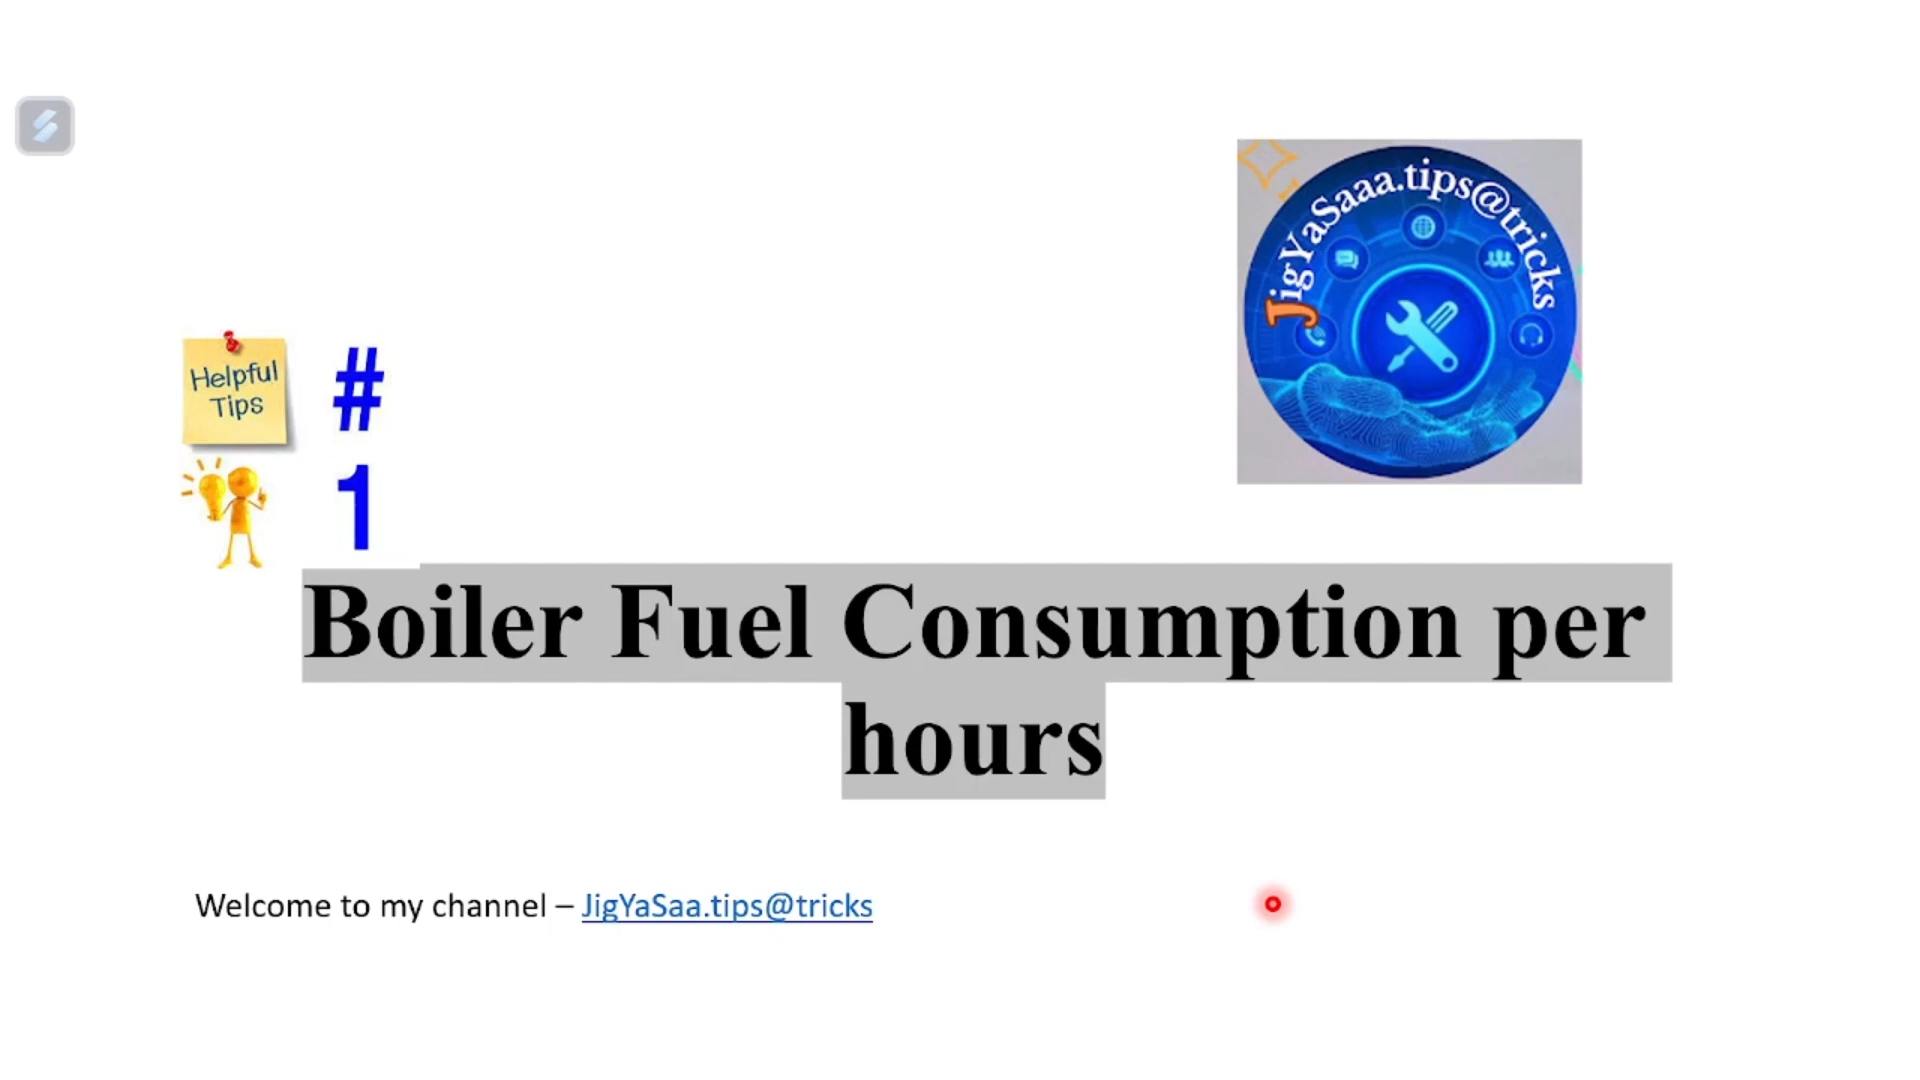 JigYaSaaa.tips@tricks
Helpful
Tips
#
1
Boiler Fuel Consumption per
hours
Welcome to my channel – JigYaSaa.tips@tricks